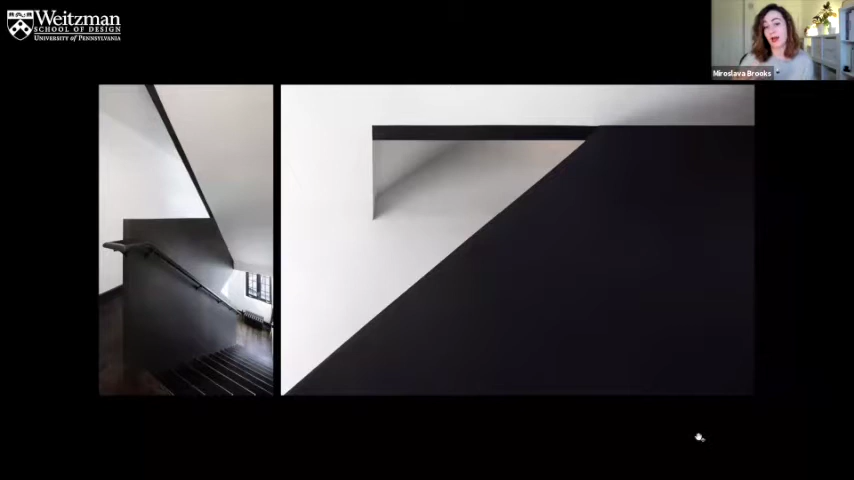 Weitzman
SCHOOL OF DESIGN
UNIVERSITY OF PENNSYLVANIA
Miroslava Brooks